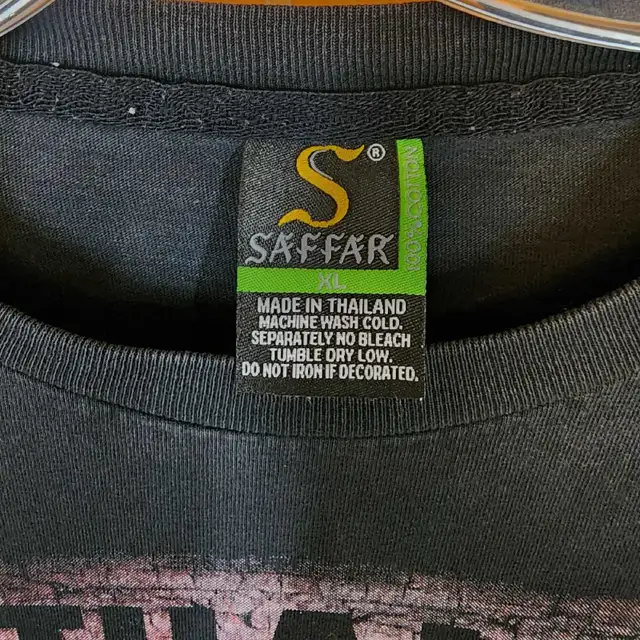 S®
SAFFAR
100% COTTON
XL
MADE IN THAILAND
MACHINE WASH COLD.
SEPARATELY NO BLEACH
TUMBLE DRY LOW.
DO NOT IRON IF DECORATED.